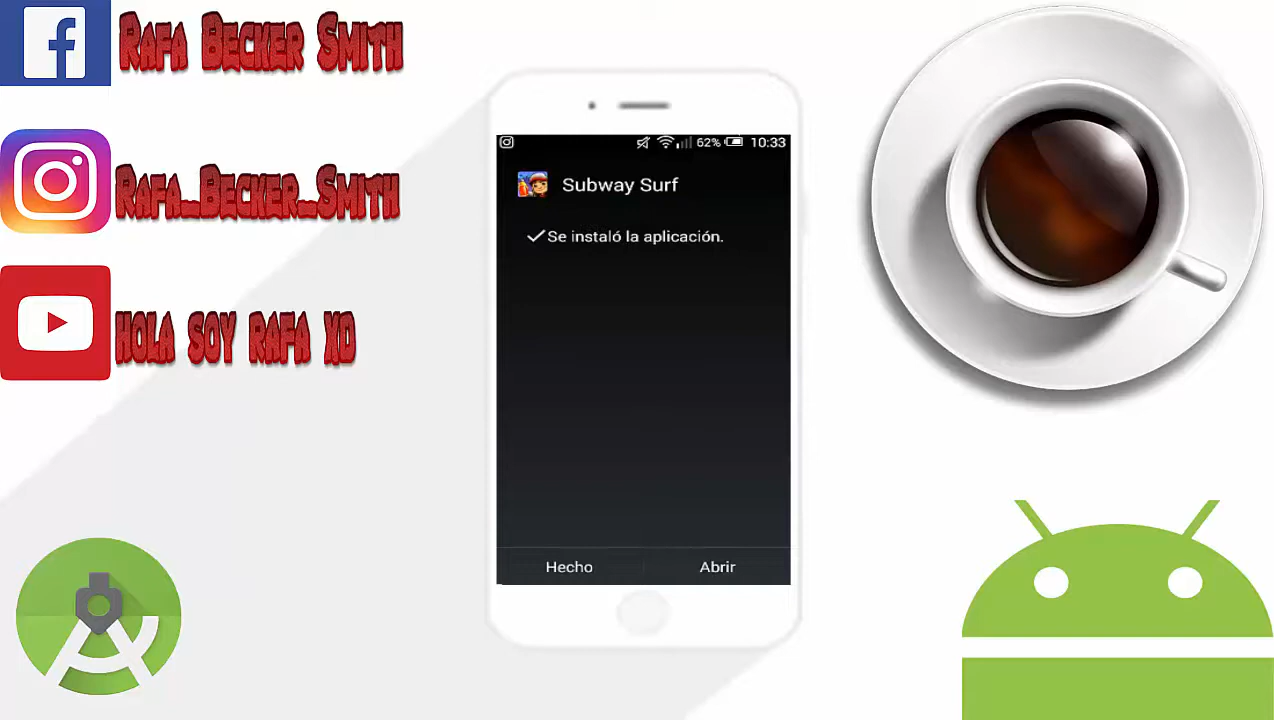 Rafa Becker Smith
Rafa_Becker_Smith
HOLA SOY RAFA XD
62% 10:33
Subway Surf
Se instaló la aplicación.
Hecho
Abrir